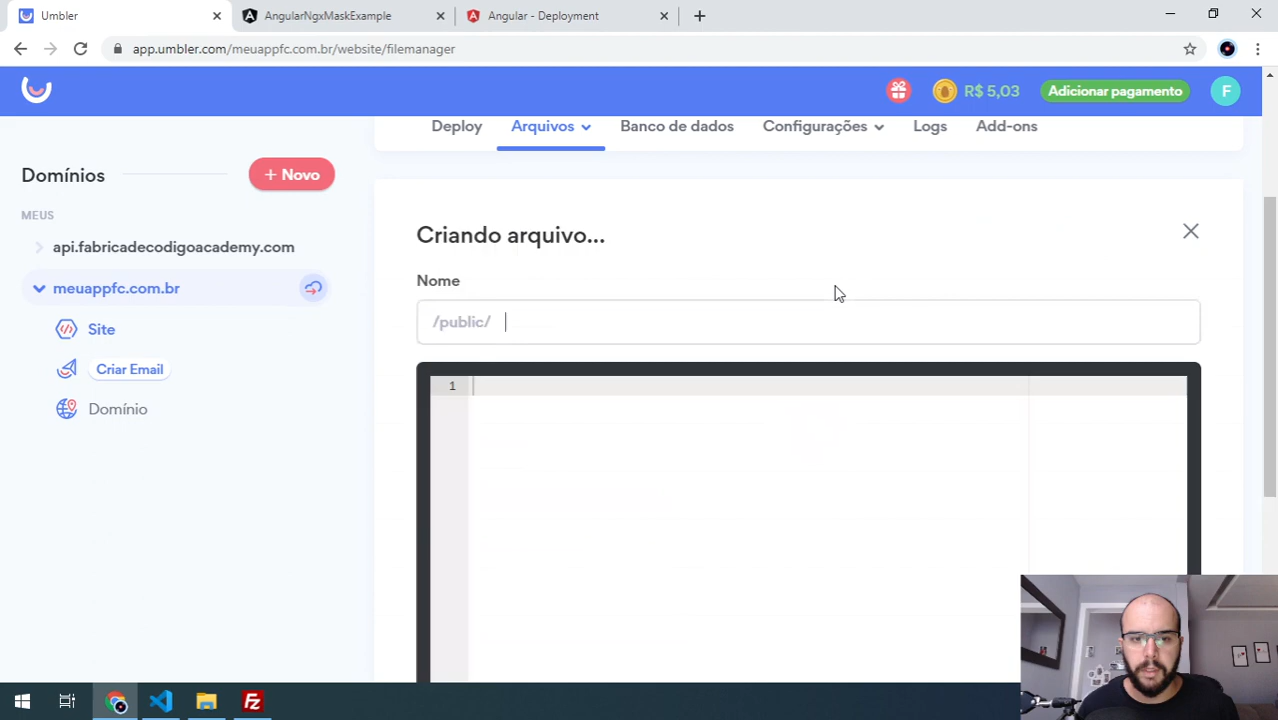 Umbler
AngularNgxMaskExample
Angular - Deployment
app.umbler.com/meuappfc.com.br/website/filemanager
R$ 5,03
Adicionar pagamento
F
Deploy
Arquivos
Banco de dados
Configurações
Logs
Add-ons
Domínios
+ Novo
MEUS
api.fabricadecodigoacademy.com
meuappfc.com.br
Site
Criar Email
Domínio
Criando arquivo...
Nome
/public/
1
Fz